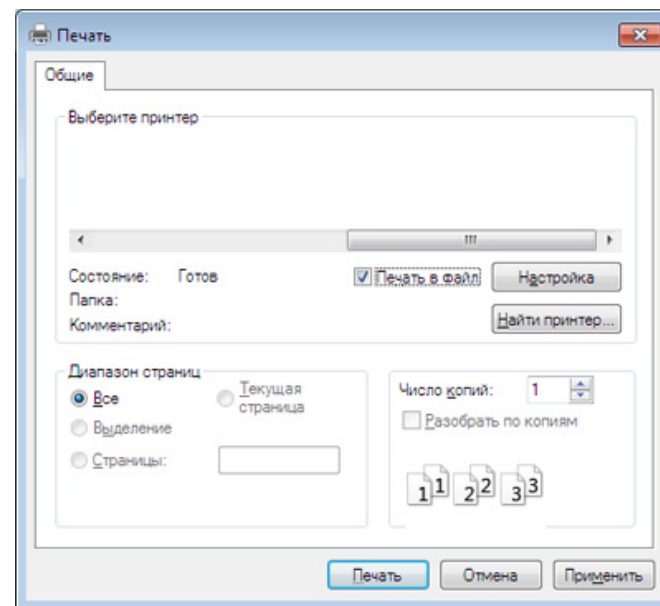 Печать
Общие
Выберите принтер
Состояние: Готов
Печать в файл
Настройка
Папка:
Комментарий:
Найти принтер...
Диапазон страниц
Все
Текущая
страница
Выделение
Страницы:
Число копий: 1
Разобрать по копиям
1 1 2 2 3 3
Печать
Отмена
Применить